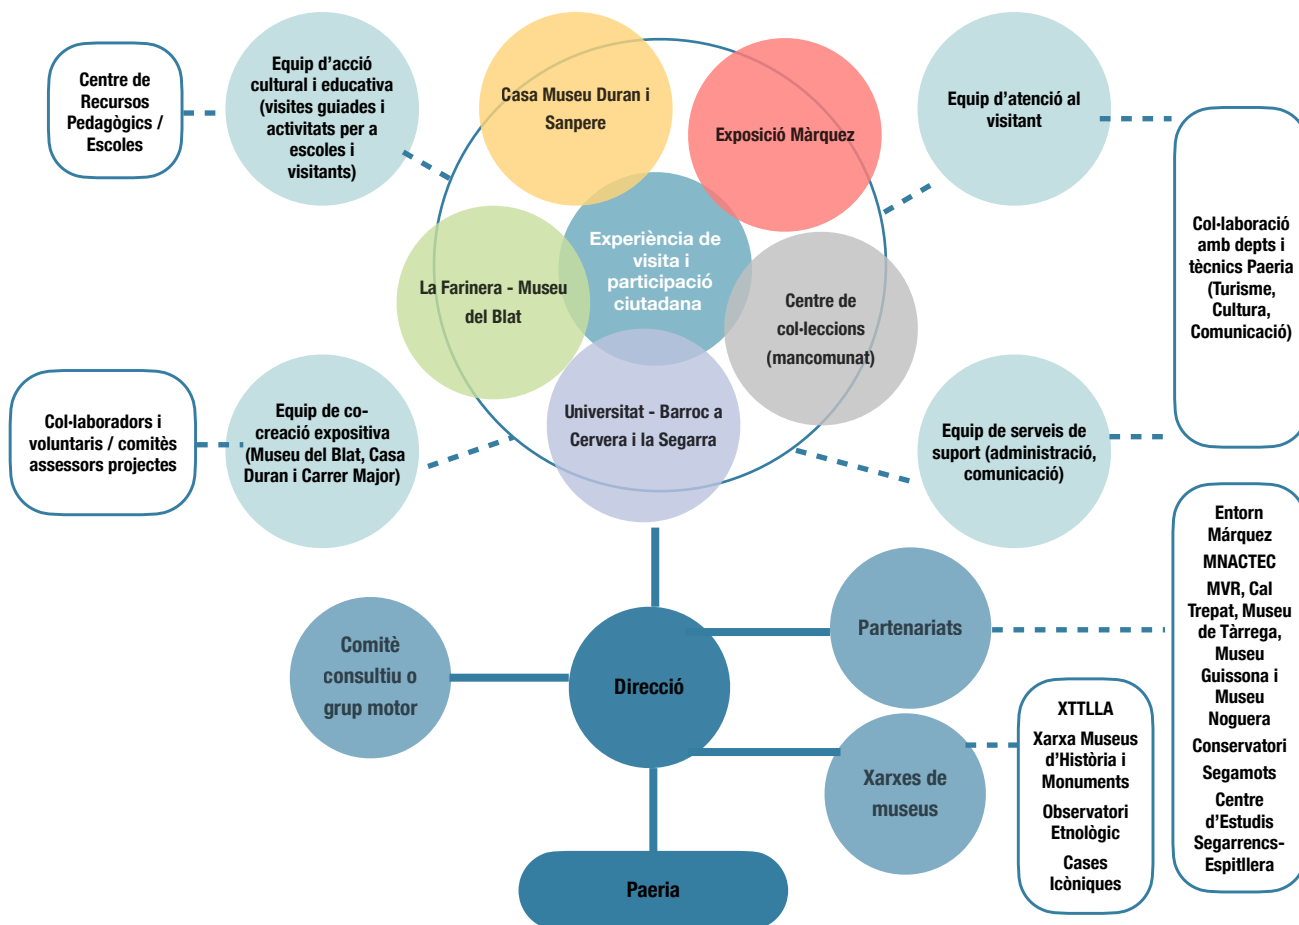 Centre de
Recursos
Pedagògics /
Escoles
Equip d’acció
cultural i educativa
(visites guiades i
activitats per a
escoles i
visitants)
Casa Museu Duran i
Sanpere
Exposició Màrquez
Equip d’atenció al
visitant
Col·laboració
amb depts i
tècnics Paeria
(Turisme,
Cultura,
Comunicació)
Experiència de
visita i
participació
ciutadana
La Farinera - Museu
del Blat
Centre de
col·leccions
(mancomunat)
Universitat - Barroc a
Cervera i la Segarra
Col·laboradors i
voluntaris / comitès
assessors projectes
Equip de co-
creació expositiva
(Museu del Blat, Casa
Duran i Carrer Major)
Equip de serveis de
suport (administració,
comunicació)
Comitè
consultiu o
grup motor
Direcció
Partenariats
Xarxes de
museus
Entorn
Márquez
MNACTEC
MVR, Cal
Trepat, Museu
de Tàrrega,
Museu
Guissona i
Museu
Noguera
Conservatori
Segamots
Centre
d’Estudis
Segarrencs-
Espitllera
XTTLLA
Xarxa Museus
d’Història i
Monuments
Observatori
Etnològic
Cases
Icòniques
Paeria